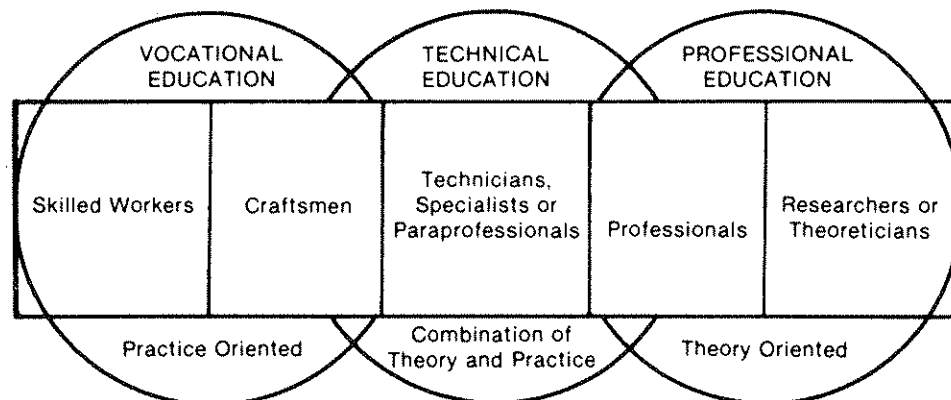 VOCATIONAL
EDUCATION
TECHNICAL
EDUCATION
PROFESSIONAL
EDUCATION
Skilled Workers
Craftsmen
Technicians,
Specialists or
Paraprofessionals
Professionals
Researchers or
Theoreticians
Practice Oriented
Combination of
Theory and Practice
Theory Oriented